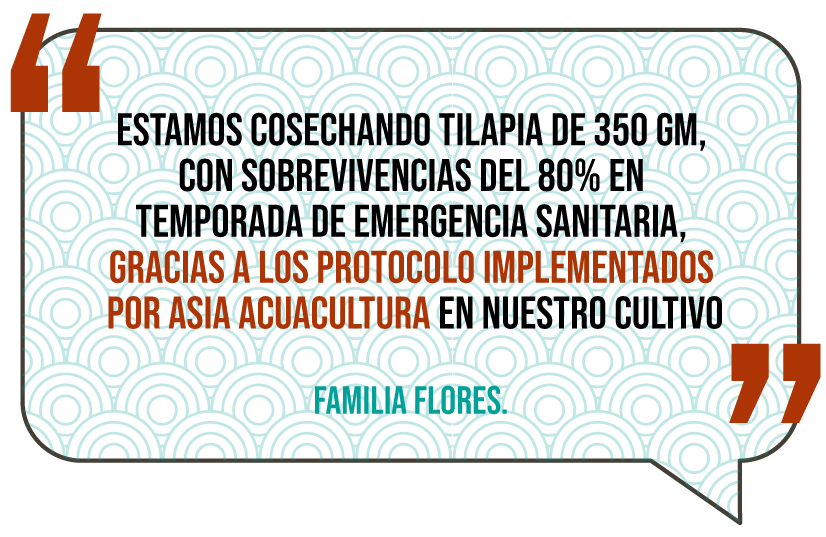 ESTAMOS COSECHANDO TILAPIA DE 350 GM,
CON SOBREVIVENCIAS DEL 80% EN
TEMPORADA DE EMERGENCIA SANITARIA,
GRACIAS A LOS PROTOCOLO IMPLEMENTADOS
POR ASIA ACUACULTURA EN NUESTRO CULTIVO
FAMILIA FLORES.